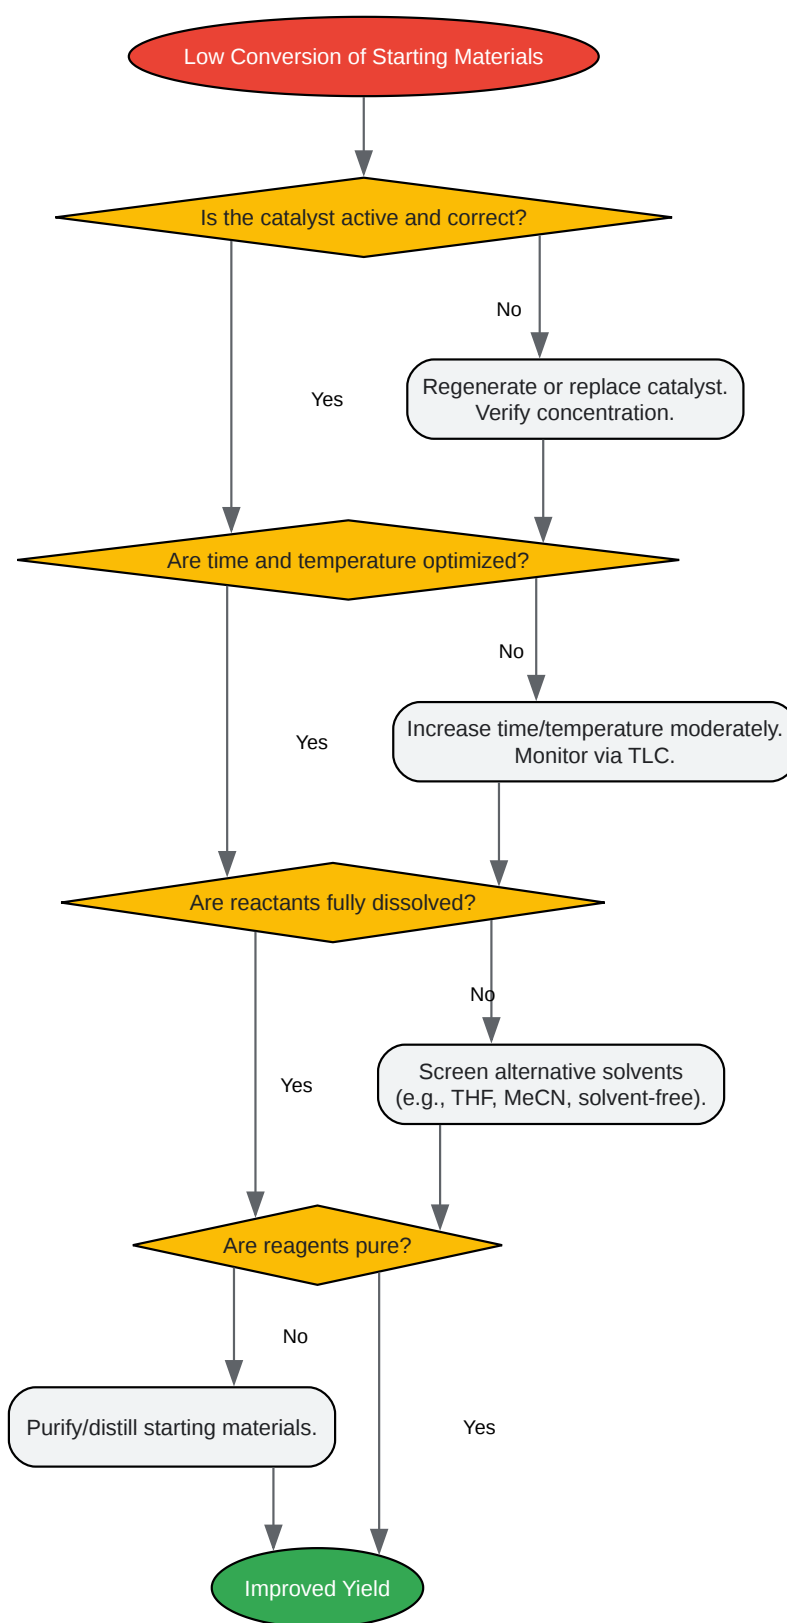 Low Conversion of Starting Materials
Is the catalyst active and correct?
No
Regenerate or replace catalyst.
Verify concentration.
Yes
Are time and temperature optimized?
No
Increase time/temperature moderately.
Monitor via TLC.
Yes
Are reactants fully dissolved?
No
Screen alternative solvents
(e.g., THF, MeCN, solvent-free).
Yes
Are reagents pure?
No
Purify/distill starting materials.
Yes
Improved Yield